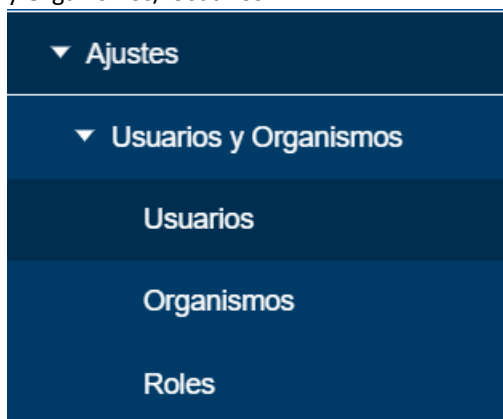 Ajustes
Usuarios y Organismos
Usuarios
Organismos
Roles